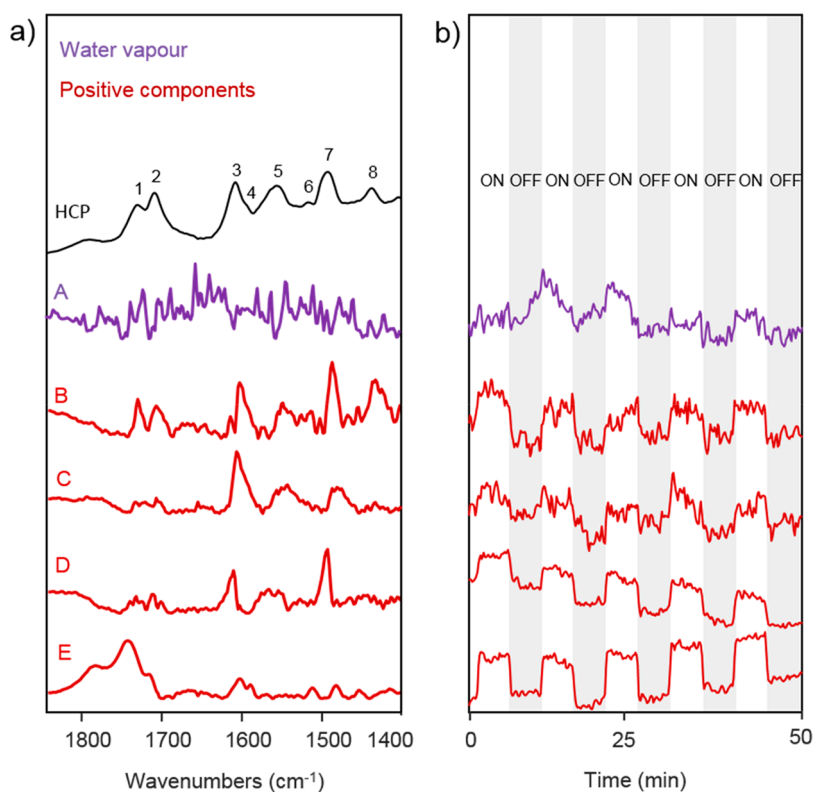 a)
Water vapour
Positive components
1 2 3 4 5 6 7 8
HCP
A
B
C
D
E
1800 1700 1600 1500 1400
Wavenumbers (cm-1)
b)
ON OFF ON OFF ON OFF ON OFF ON OFF
0 25 50
Time (min)